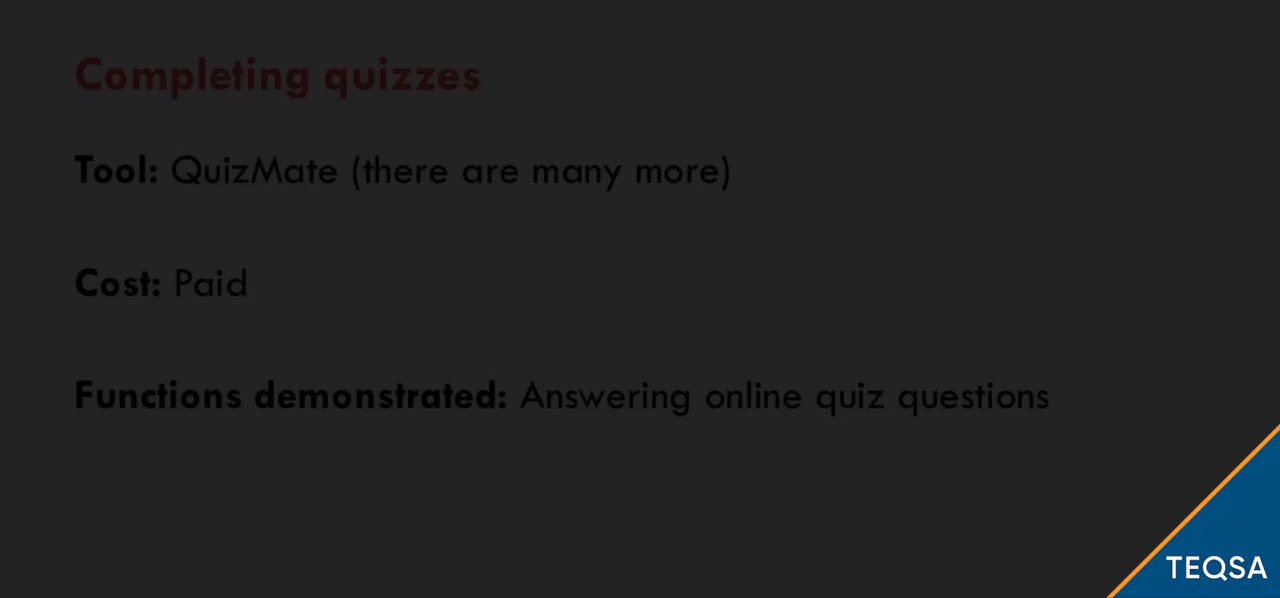 Completing quizzes
Tool: QuizMate (there are many more)
Cost: Paid
Functions demonstrated: Answering online quiz questions
TEQSA